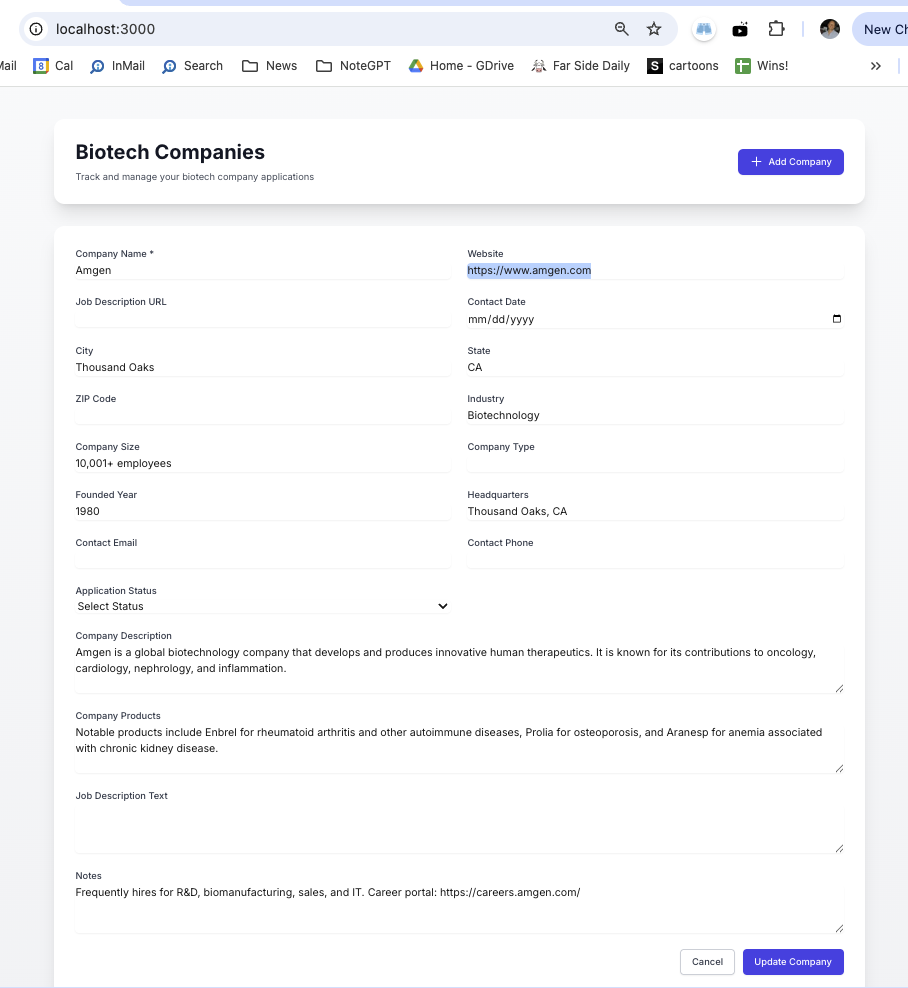 localhost:3000
New Ch
Mail
8 Cal
InMail
Search
News
NoteGPT
Home - GDrive
Far Side Daily
S cartoons
Wins!
Biotech Companies
Track and manage your biotech company applications
Add Company
Company Name *
Amgen
Website
https://www.amgen.com
Job Description URL
Contact Date
mm/dd/yyyy
City
Thousand Oaks
State
CA
ZIP Code
Industry
Biotechnology
Company Size
10,001+ employees
Company Type
Founded Year
1980
Headquarters
Thousand Oaks, CA
Contact Email
Contact Phone
Application Status
Select Status
Company Description
Amgen is a global biotechnology company that develops and produces innovative human therapeutics. It is known for its contributions to oncology,
cardiology, nephrology, and inflammation.
Company Products
Notable products include Enbrel for rheumatoid arthritis and other autoimmune diseases, Prolia for osteoporosis, and Aranesp for anemia associated
with chronic kidney disease.
Job Description Text
Notes
Frequently hires for R&D, biomanufacturing, sales, and IT. Career portal: https://careers.amgen.com/
Cancel
Update Company